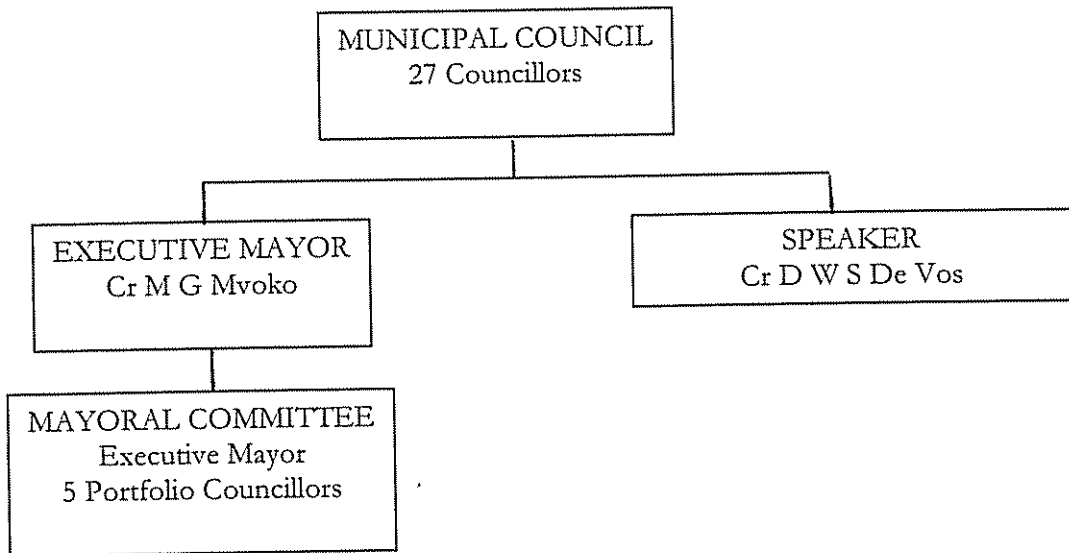 MUNICIPAL COUNCIL
27 Councillors
EXECUTIVE MAYOR
Cr M G Mvoko
SPEAKER
Cr D W S De Vos
MAYORAL COMMITTEE
Executive Mayor
5 Portfolio Councillors